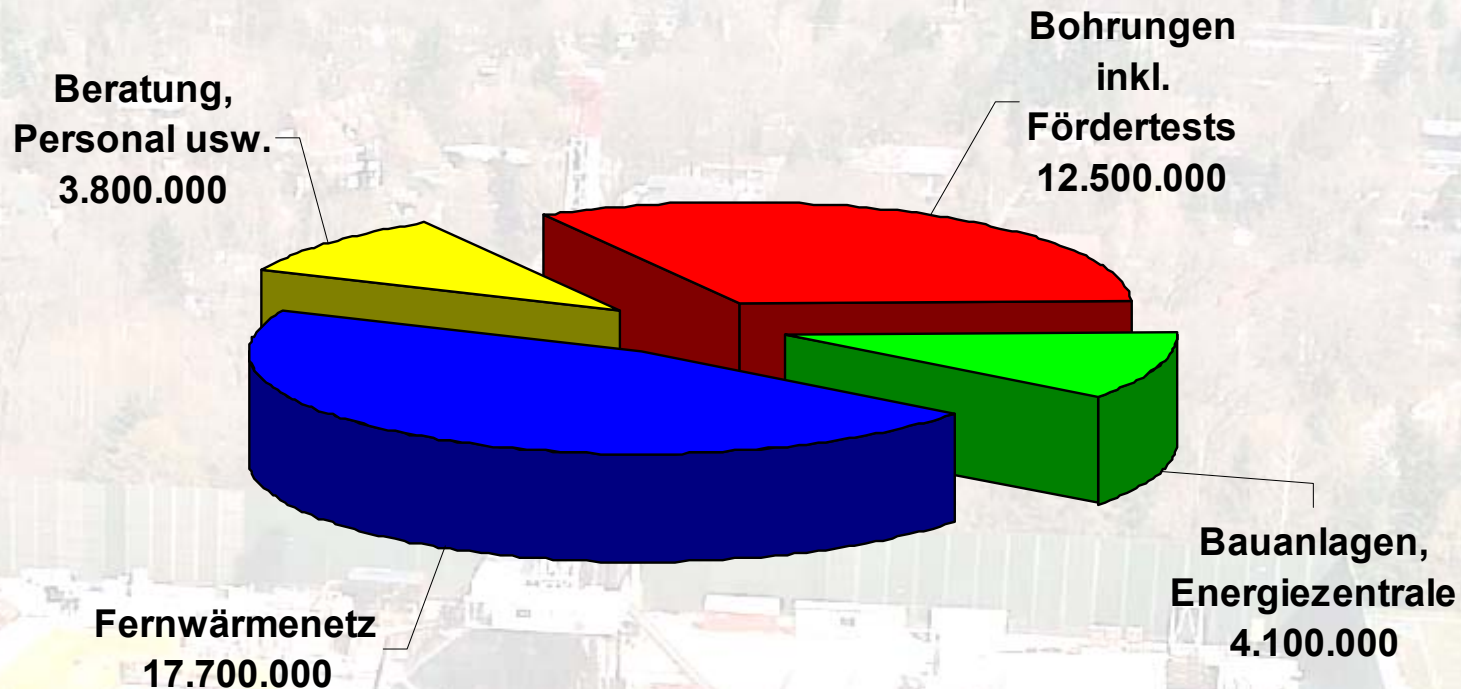 Bohrungen
inkl.
Fördertests
12.500.000
Beratung,
Personal usw.
3.800.000
Bauanlagen,
Energiezentrale
4.100.000
Fernwärmenetz
17.700.000